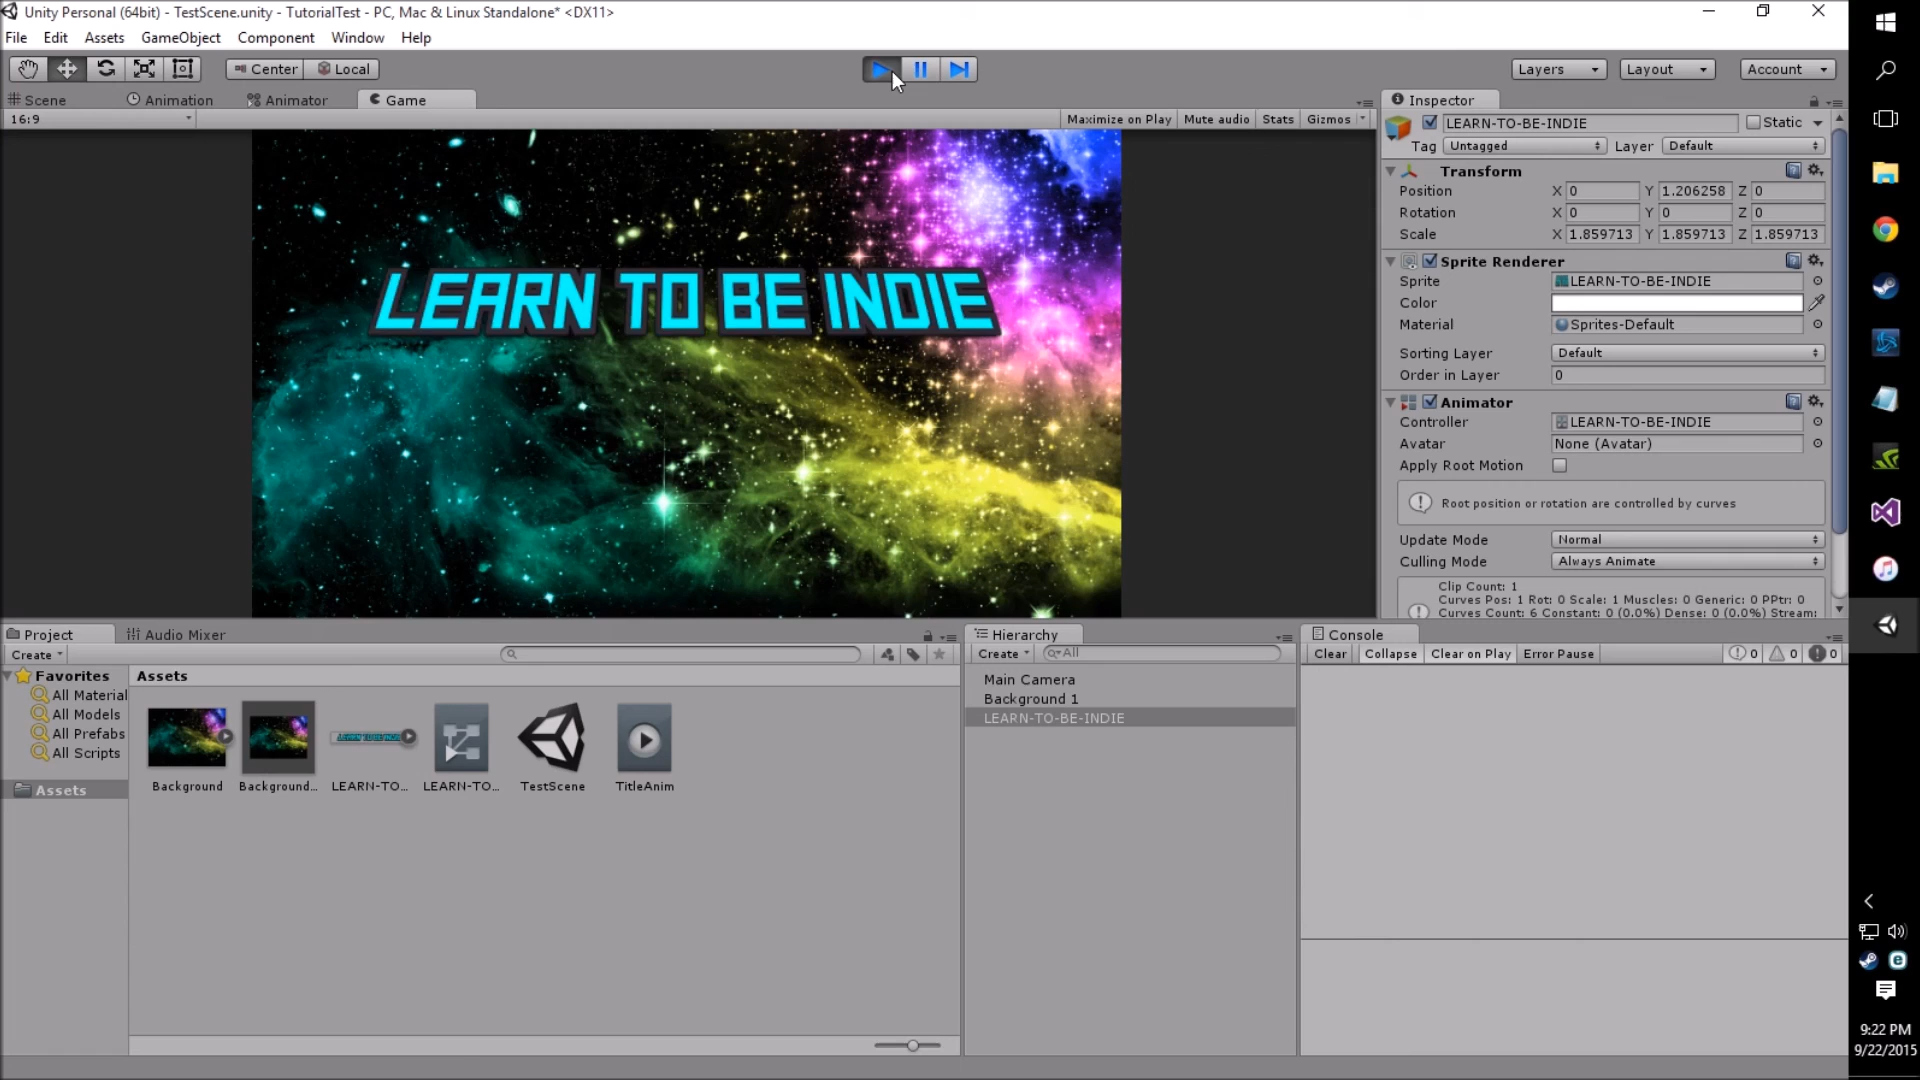 Unity Personal (64bit) - TestScene.unity - TutorialTest - PC, Mac & Linux Standalone* <DX11>
File Edit Assets GameObject Component Window Help
Center Local Layers Layout Account
Scene Animation Animator Game
16:9 Maximize on Play Mute audio Stats Gizmos
LEARN TO BE INDIE
Inspector
LEARN-TO-BE-INDIE Static
Tag Untagged Layer Default
Transform
Position X 0 Y 1.206258 Z 0
Rotation X 0 Y 0 Z 0
Scale X 1.859713 Y 1.859713 Z 1.859713
Sprite Renderer
Sprite LEARN-TO-BE-INDIE
Color
Material Sprites-Default
Sorting Layer Default
Order in Layer 0
Animator
Controller LEARN-TO-BE-INDIE
Avatar None (Avatar)
Apply Root Motion
Root position or rotation are controlled by curves
Update Mode Normal
Culling Mode Always Animate
Clip Count: 1
Curves Pos: 1 Rot: 0 Scale: 1 Muscles: 0 Generic: 0 PPtr: 0
Curves Count: 6 Constant: 0 (0.0%) Dense: 0 (0.0%) Stream:
Project Audio Mixer
Create
Favorites
All Material
All Models
All Prefabs
All Scripts
Assets
Assets
Background Background... LEARN-TO... LEARN-TO... TestScene TitleAnim
Hierarchy
Create All
Main Camera
Background 1
LEARN-TO-BE-INDIE
Console
Clear Collapse Clear on Play Error Pause 0 0 0
9:22 PM
9/22/2015